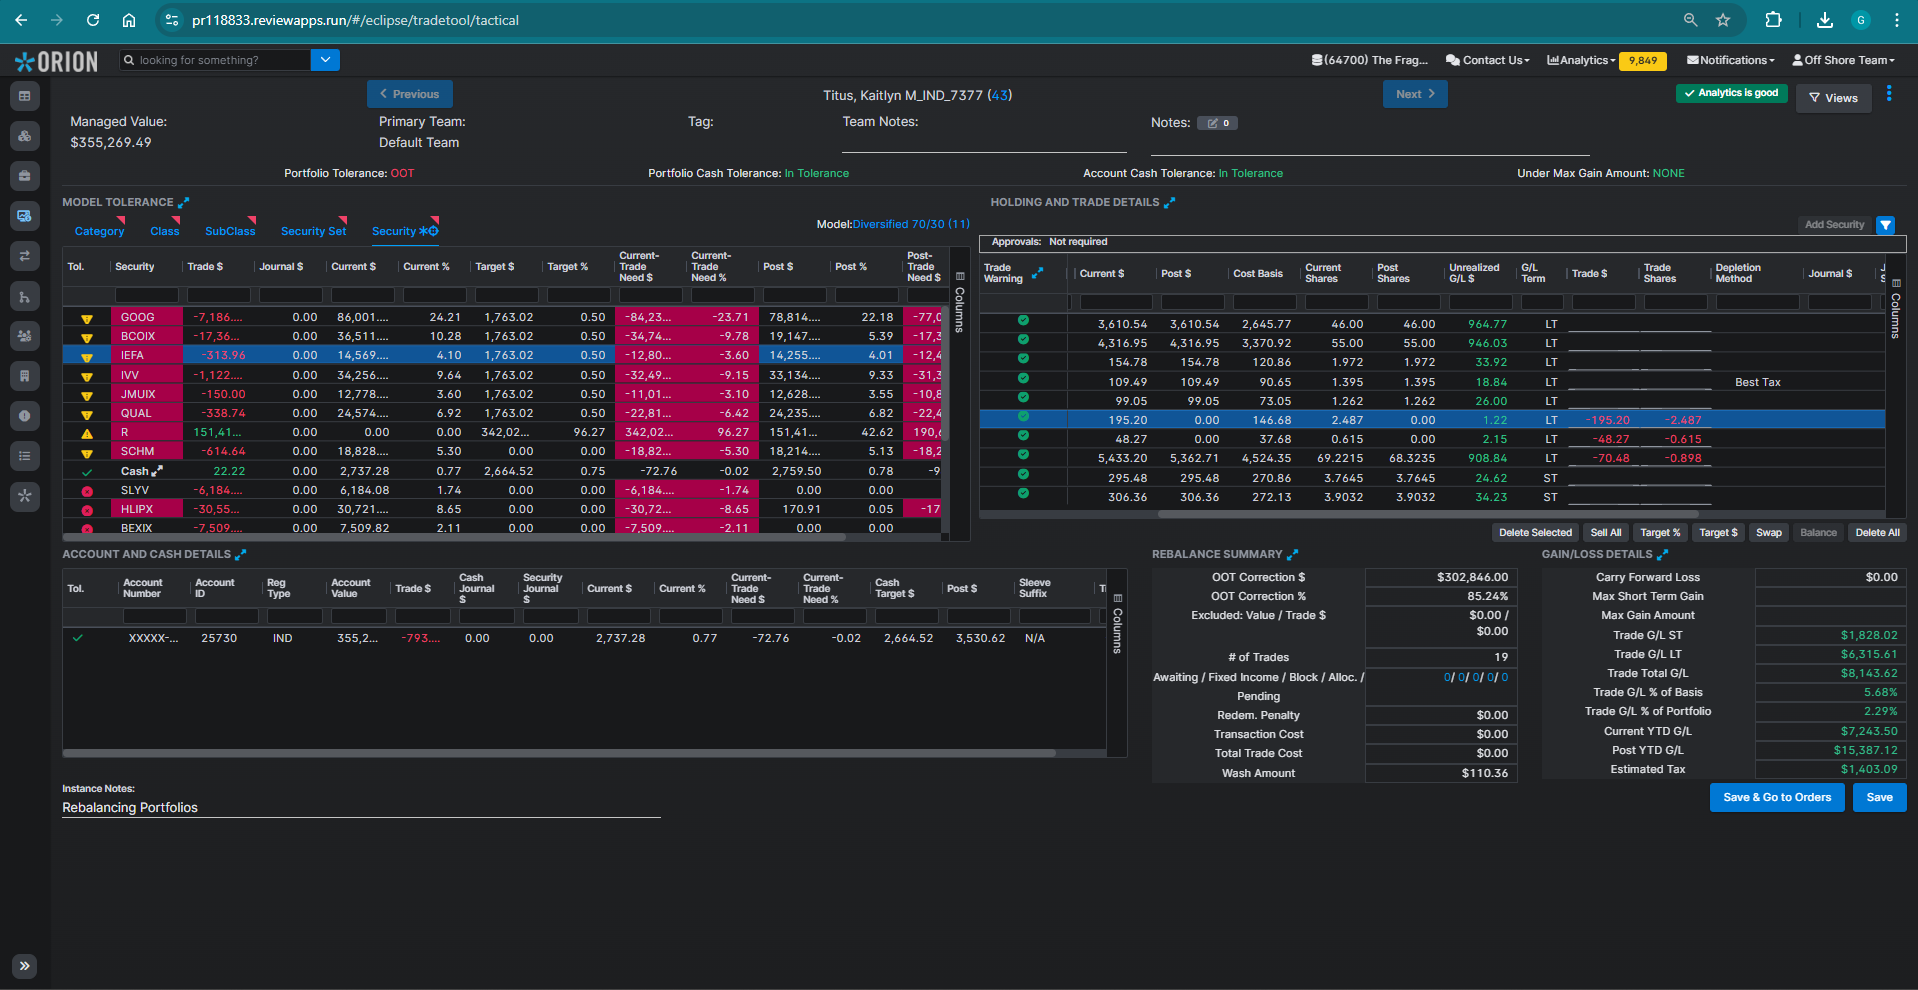 pr118833.reviewapps.run/#/eclipse/tradetool/tactical
G
ORION
looking for something?
(64700) The Frag...
Contact Us
Analytics
9,849
Notifications
Off Shore Team
Previous
Titus, Kaitlyn M_IND_7377 (43)
Next
Analytics is good
Views
Managed Value:
$355,269.49
Primary Team:
Default Team
Tag:
Team Notes:
Notes:
0
Portfolio Tolerance: OOT
Portfolio Cash Tolerance: In Tolerance
Account Cash Tolerance: In Tolerance
Under Max Gain Amount: NONE
MODEL TOLERANCE
Category Class SubClass Security Set Security
Model:Diversified 70/30 (11)
Tol. Security Trade $ Journal $ Current $ Current % Target $ Target % Current-Trade Need $ Current-Trade Need % Post $ Post % Post-Trade Need $
GOOG -7,186.... 0.00 86,001.... 24.21 1,763.02 0.50 -84,23... -23.71 78,814.... 22.18 -77,0
BCOIX -17,36... 0.00 36,511.... 10.28 1,763.02 0.50 -34,74... -9.78 19,147.... 5.39 -17,3
IEFA -313.96 0.00 14,569.... 4.10 1,763.02 0.50 -12,80... -3.60 14,255.... 4.01 -12,4
IVV -1,122.... 0.00 34,256.... 9.64 1,763.02 0.50 -32,49... -9.15 33,134.... 9.33 -31,3
JMUIX -150.00 0.00 12,778.... 3.60 1,763.02 0.50 -11,01... -3.10 12,628.... 3.55 -10,8
QUAL -338.74 0.00 24,574.... 6.92 1,763.02 0.50 -22,81... -6.42 24,235.... 6.82 -22,4
R 151,41... 0.00 0.00 0.00 342,02... 96.27 342,02... 96.27 151,41... 42.62 190,6
SCHM -614.64 0.00 18,828.... 5.30 0.00 0.00 -18,82... -5.30 18,214.... 5.13 -18,2
Cash 22.22 0.00 2,737.28 0.77 2,664.52 0.75 -72.76 -0.02 2,759.50 0.78 -9
SLYV -6,184.... 0.00 6,184.08 1.74 0.00 0.00 -6,184.... -1.74 0.00 0.00
HLIPX -30,55... 0.00 30,721.... 8.65 0.00 0.00 -30,72... -8.65 170.91 0.05 -17
BEXIX -7,509.... 0.00 7,509.82 2.11 0.00 0.00 -7,509.... -2.11 0.00 0.00
Columns
HOLDING AND TRADE DETAILS
Add Security
Approvals: Not required
Trade Warning Current $ Post $ Cost Basis Current Shares Post Shares Unrealized G/L $ G/L Term Trade $ Trade Shares Depletion Method Journal $
3,610.54 3,610.54 2,645.77 46.00 46.00 964.77 LT
4,316.95 4,316.95 3,370.92 55.00 55.00 946.03 LT
154.78 154.78 120.86 1.972 1.972 33.92 LT
109.49 109.49 90.65 1.395 1.395 18.84 LT Best Tax
99.05 99.05 73.05 1.262 1.262 26.00 LT
195.20 0.00 146.68 2.487 0.00 1.22 LT -195.20 -2.487
48.27 0.00 37.68 0.615 0.00 2.15 LT -48.27 -0.615
5,433.20 5,362.71 4,524.35 69.2215 68.3235 908.84 LT -70.48 -0.898
295.48 295.48 270.86 3.7645 3.7645 24.62 ST
306.36 306.36 272.13 3.9032 3.9032 34.23 ST
Columns
Delete Selected Sell All Target % Target $ Swap Balance Delete All
ACCOUNT AND CASH DETAILS
Tol. Account Number Account ID Reg Type Account Value Trade $ Cash Journal $ Security Journal $ Current $ Current % Current-Trade Need $ Current-Trade Need % Cash Target $ Post $ Sleeve Suffix T
XXXXX-... 25730 IND 355,2... -793.... 0.00 0.00 2,737.28 0.77 -72.76 -0.02 2,664.52 3,530.62 N/A
Columns
REBALANCE SUMMARY
OOT Correction $ $302,846.00
OOT Correction % 85.24%
Excluded: Value / Trade $ $0.00 / $0.00
# of Trades 19
Awaiting / Fixed Income / Block / Alloc. / Pending 0/ 0/ 0/ 0/ 0
Redem. Penalty $0.00
Transaction Cost $0.00
Total Trade Cost $0.00
Wash Amount $110.36
GAIN/LOSS DETAILS
Carry Forward Loss $0.00
Max Short Term Gain
Max Gain Amount
Trade G/L ST $1,828.02
Trade G/L LT $6,315.61
Trade Total G/L $8,143.62
Trade G/L % of Basis 5.68%
Trade G/L % of Portfolio 2.29%
Current YTD G/L $7,243.50
Post YTD G/L $15,387.12
Estimated Tax $1,403.09
Instance Notes:
Rebalancing Portfolios
Save & Go to Orders
Save